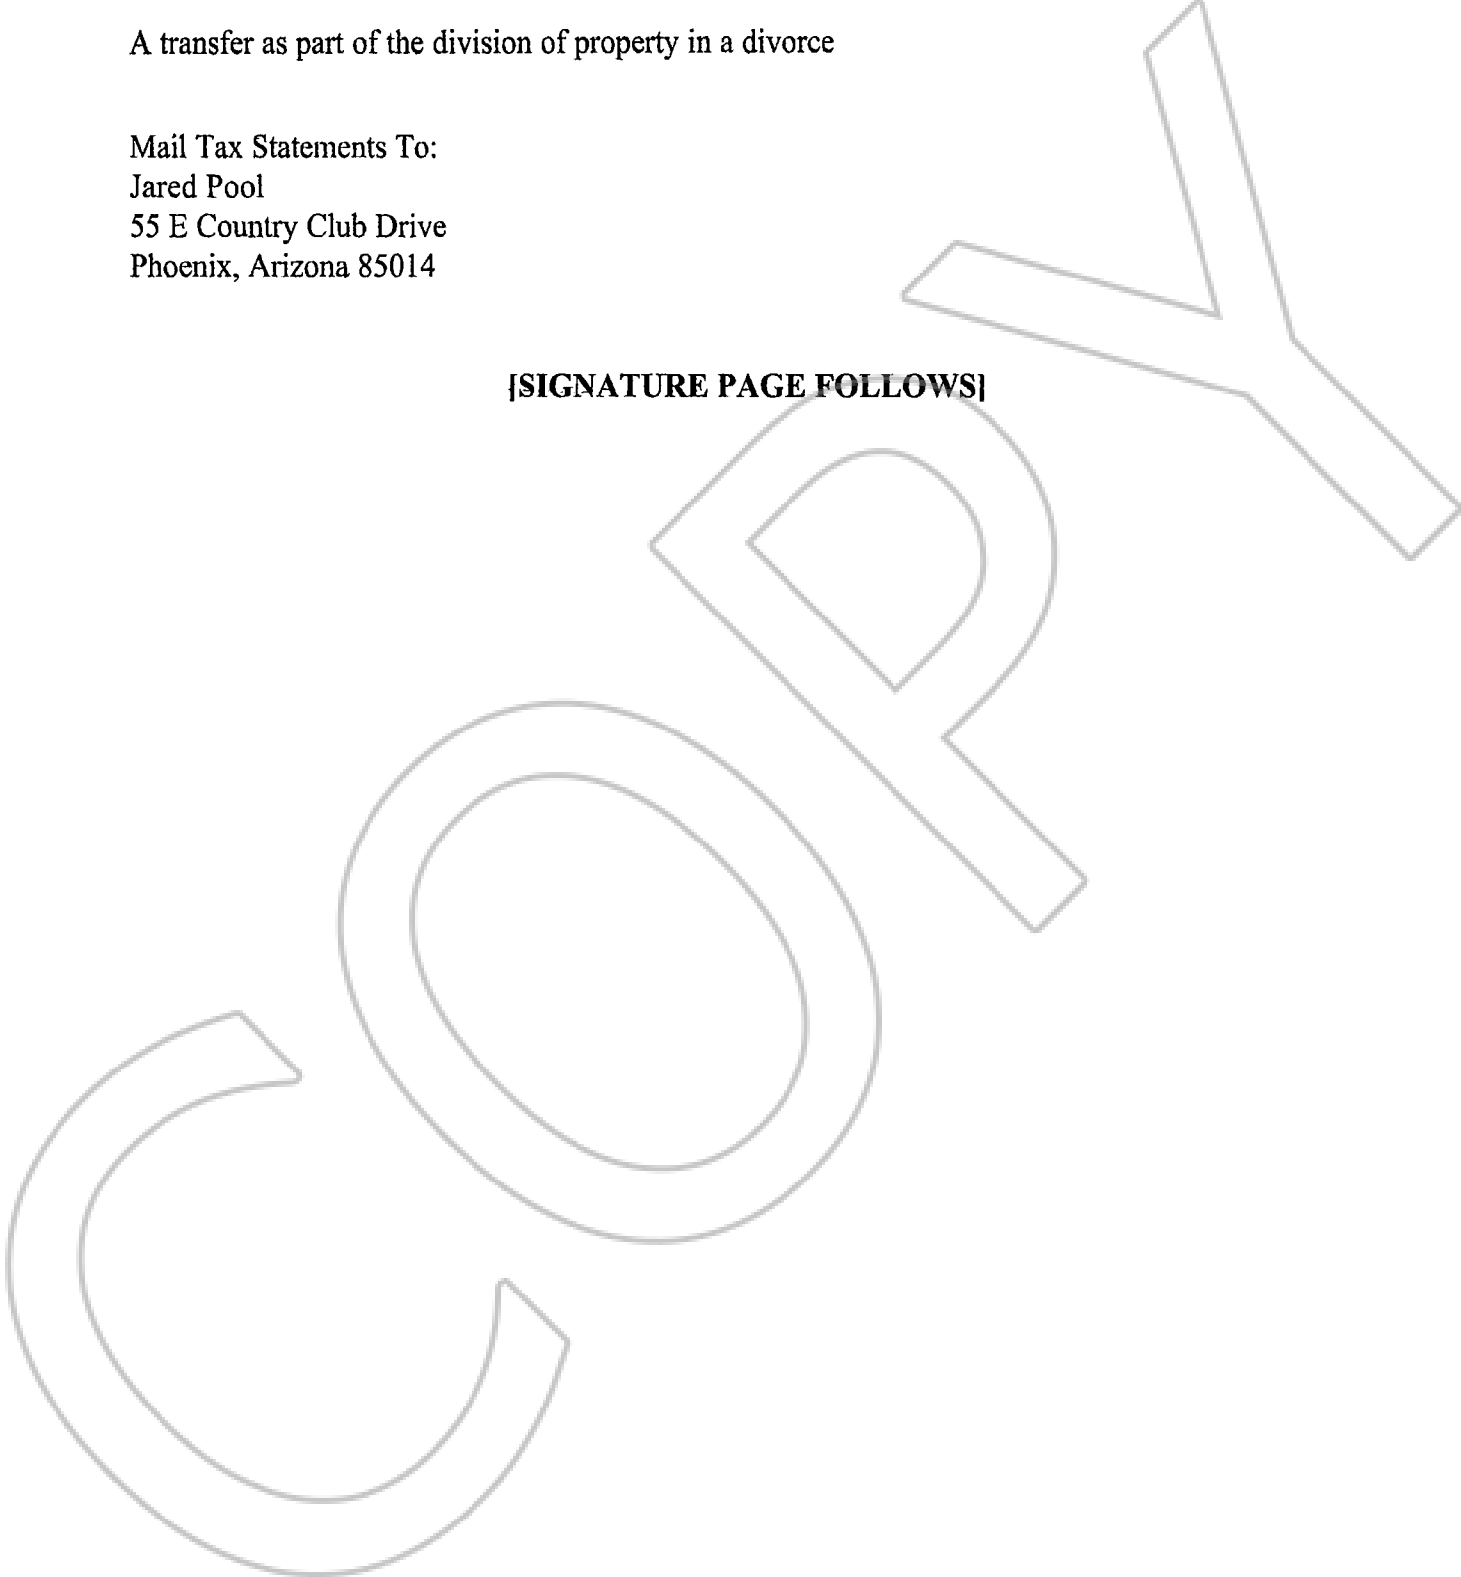 A transfer as part of the division of property in a divorce
Mail Tax Statements To:
Jared Pool
55 E Country Club Drive
Phoenix, Arizona 85014
[SIGNATURE PAGE FOLLOWS]
COPY